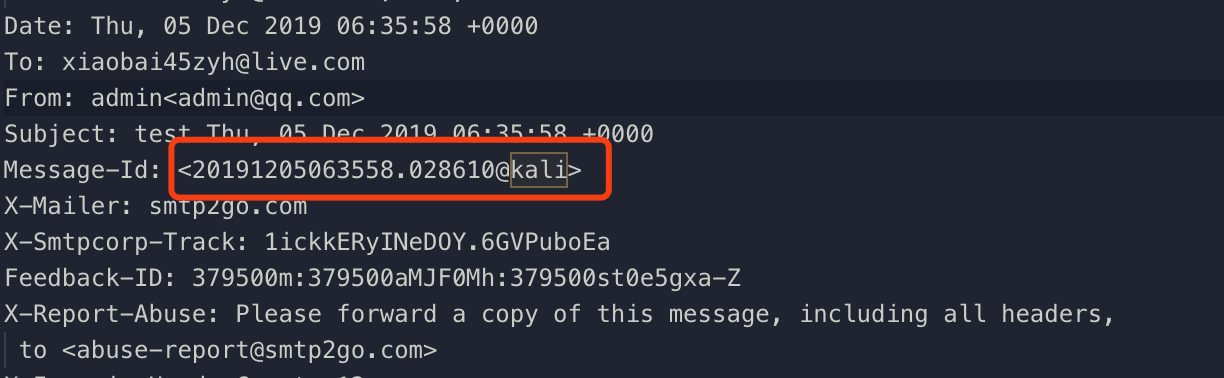 Date: Thu, 05 Dec 2019 06:35:58 +0000
To: xiaobai45zyh@live.com
From: admin<admin@qq.com>
Subject: test Thu, 05 Dec 2019 06:35:58 +0000
Message-Id: <20191205063558.028610@kali>
X-Mailer: smtp2go.com
X-Smtpcorp-Track: 1ickkERyINeDOY.6GVPuboEa
Feedback-ID: 379500m:379500aMJF0Mh:379500st0e5gxa-Z
X-Report-Abuse: Please forward a copy of this message, including all headers,
to <abuse-report@smtp2go.com>